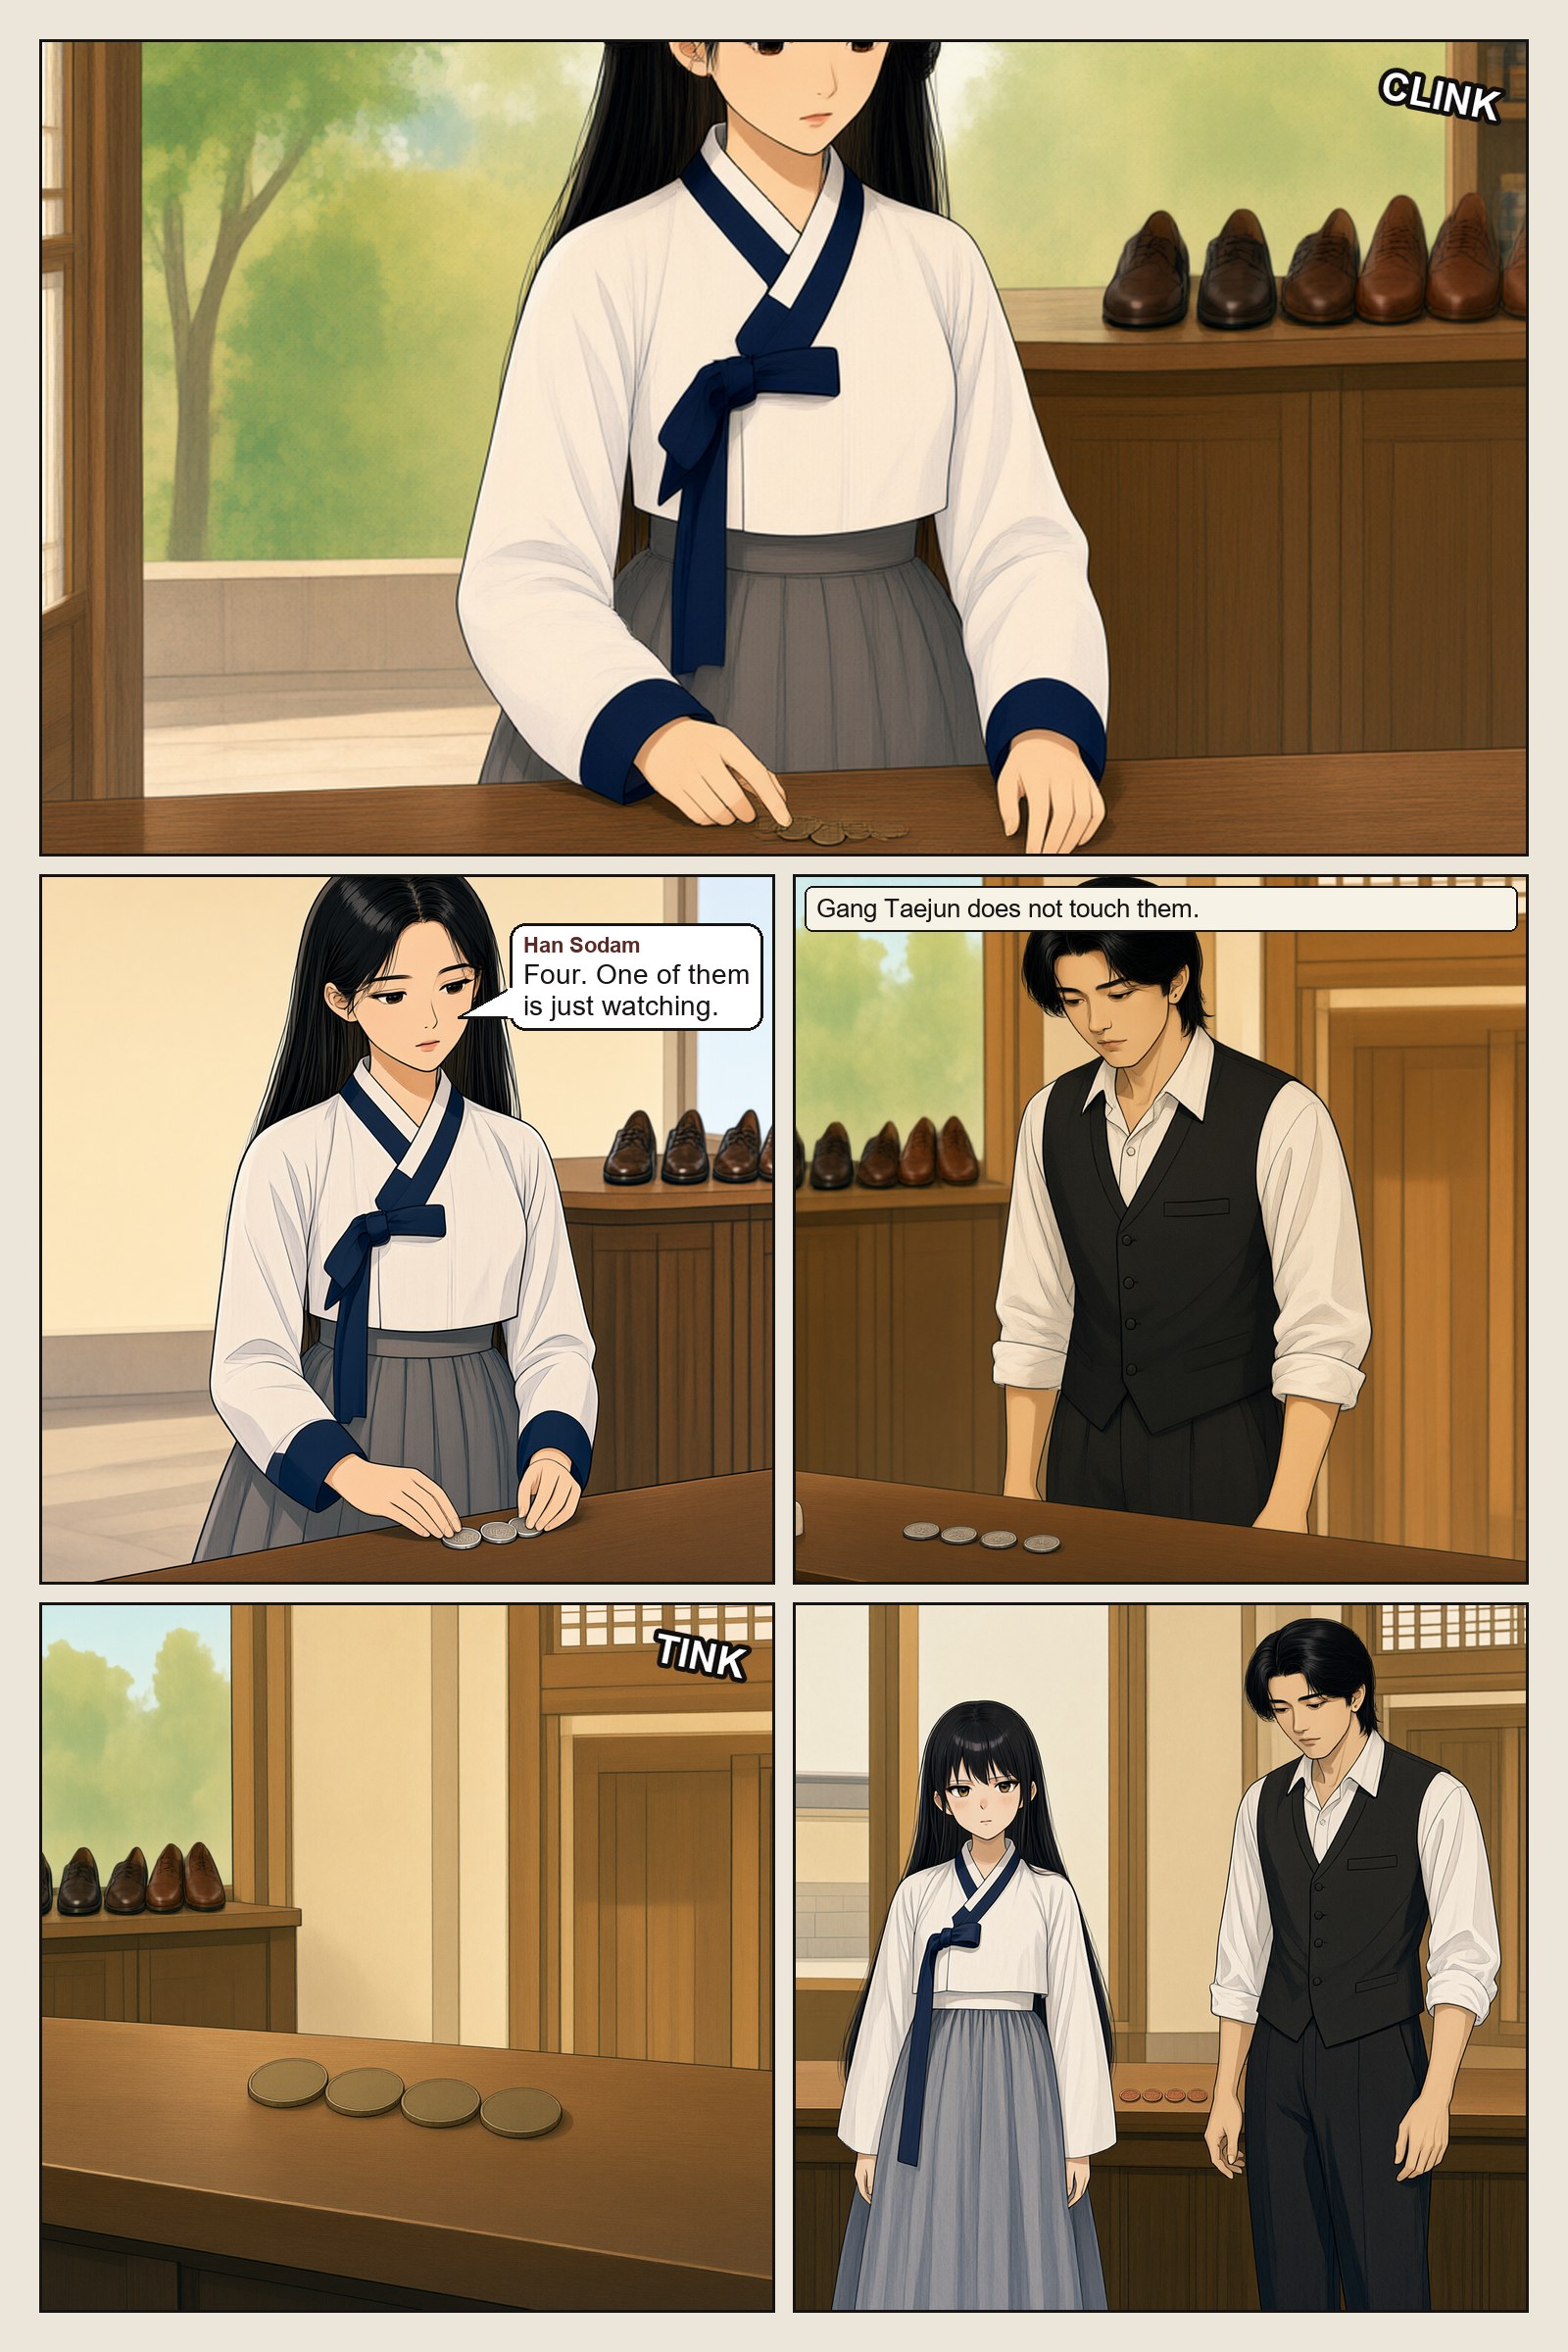 CLINK
Han Sodam
Four. One of them
is just watching.
Gang Taejun does not touch them.
TINK